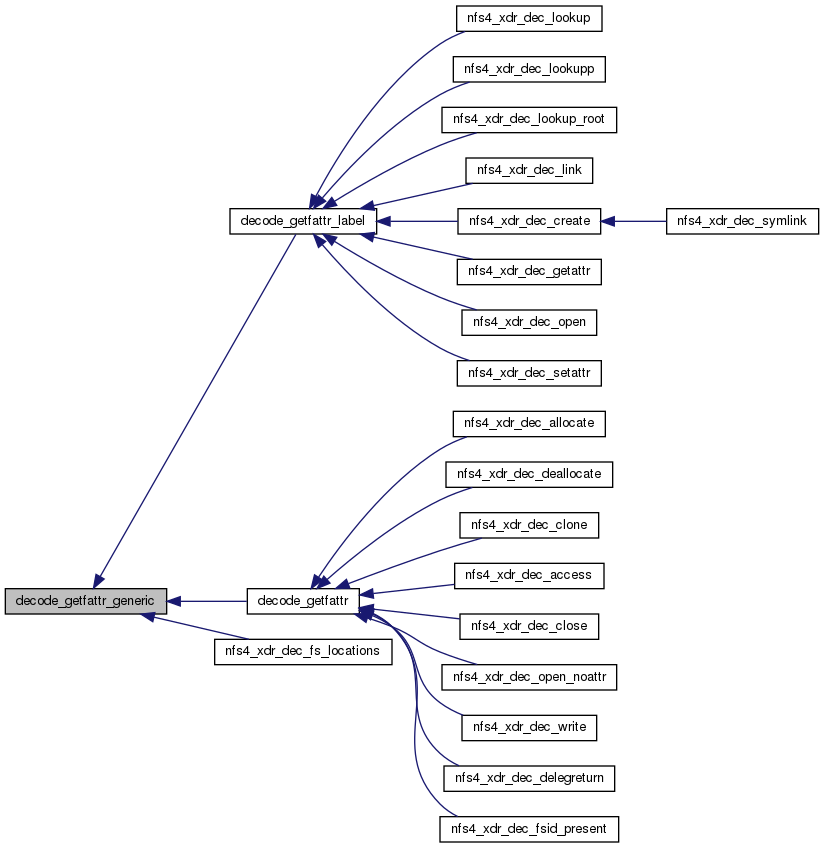 nfs4_xdr_dec_lookup
nfs4_xdr_dec_lookupp
nfs4_xdr_dec_lookup_root
nfs4_xdr_dec_link
decode_getfattr_label
nfs4_xdr_dec_create
nfs4_xdr_dec_symlink
nfs4_xdr_dec_getattr
nfs4_xdr_dec_open
nfs4_xdr_dec_setattr
nfs4_xdr_dec_allocate
nfs4_xdr_dec_deallocate
nfs4_xdr_dec_clone
nfs4_xdr_dec_access
decode_getfattr_generic
decode_getfattr
nfs4_xdr_dec_close
nfs4_xdr_dec_fs_locations
nfs4_xdr_dec_open_noattr
nfs4_xdr_dec_write
nfs4_xdr_dec_delegreturn
nfs4_xdr_dec_fsid_present